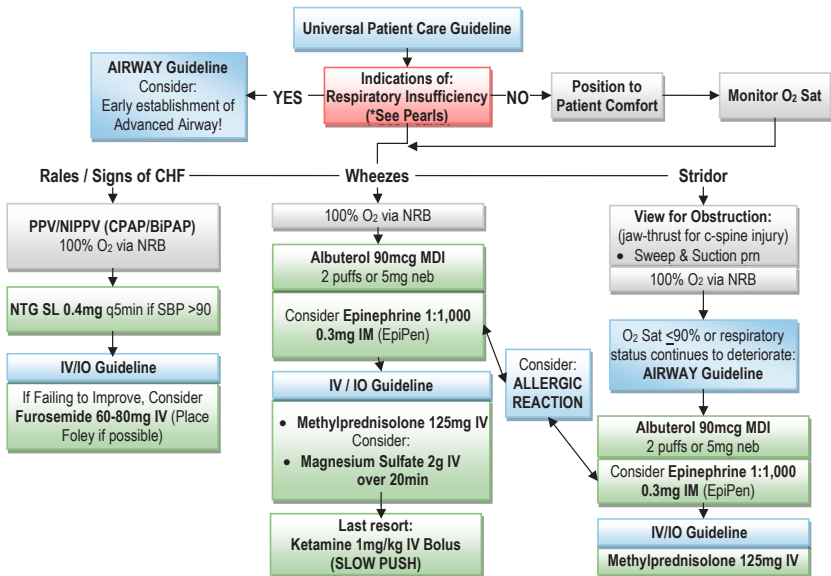 Universal Patient Care Guideline
AIRWAY Guideline
Consider:
Early establishment of
Advanced Airway!
YES
Indications of:
Respiratory Insufficiency
(*See Pearls)
NO
Position to
Patient Comfort
Monitor O₂ Sat
Rales / Signs of CHF
Wheezes
Stridor
PPV/NIPPV (CPAP/BiPAP)
100% O₂ via NRB
NTG SL 0.4mg q5min if SBP >90
IV/IO Guideline
If Failing to Improve, Consider
Furosemide 60-80mg IV (Place
Foley if possible)
100% O₂ via NRB
Albuterol 90mcg MDI
2 puffs or 5mg neb
Consider Epinephrine 1:1,000
0.3mg IM (EpiPen)
IV / IO Guideline
• Methylprednisolone 125mg IV
Consider:
• Magnesium Sulfate 2g IV
over 20min
Last resort:
Ketamine 1mg/kg IV Bolus
(SLOW PUSH)
Consider:
ALLERGIC
REACTION
View for Obstruction:
(jaw-thrust for c-spine injury)
• Sweep & Suction prn
100% O₂ via NRB
O₂ Sat ≤90% or respiratory
status continues to deteriorate:
AIRWAY Guideline
Albuterol 90mcg MDI
2 puffs or 5mg neb
Consider Epinephrine 1:1,000
0.3mg IM (EpiPen)
IV/IO Guideline
Methylprednisolone 125mg IV